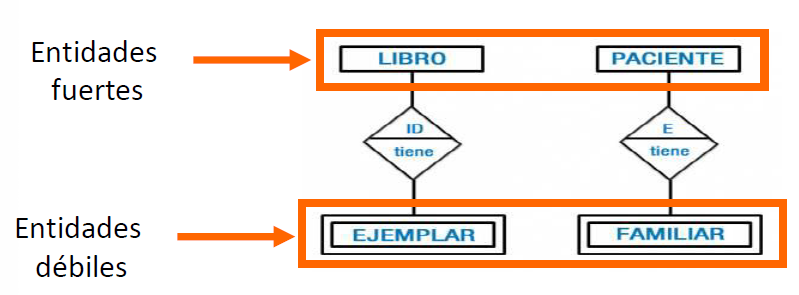 Entidades
fuertes
LIBRO
PACIENTE
ID
tiene
E
tiene
Entidades
débiles
EJEMPLAR
FAMILIAR